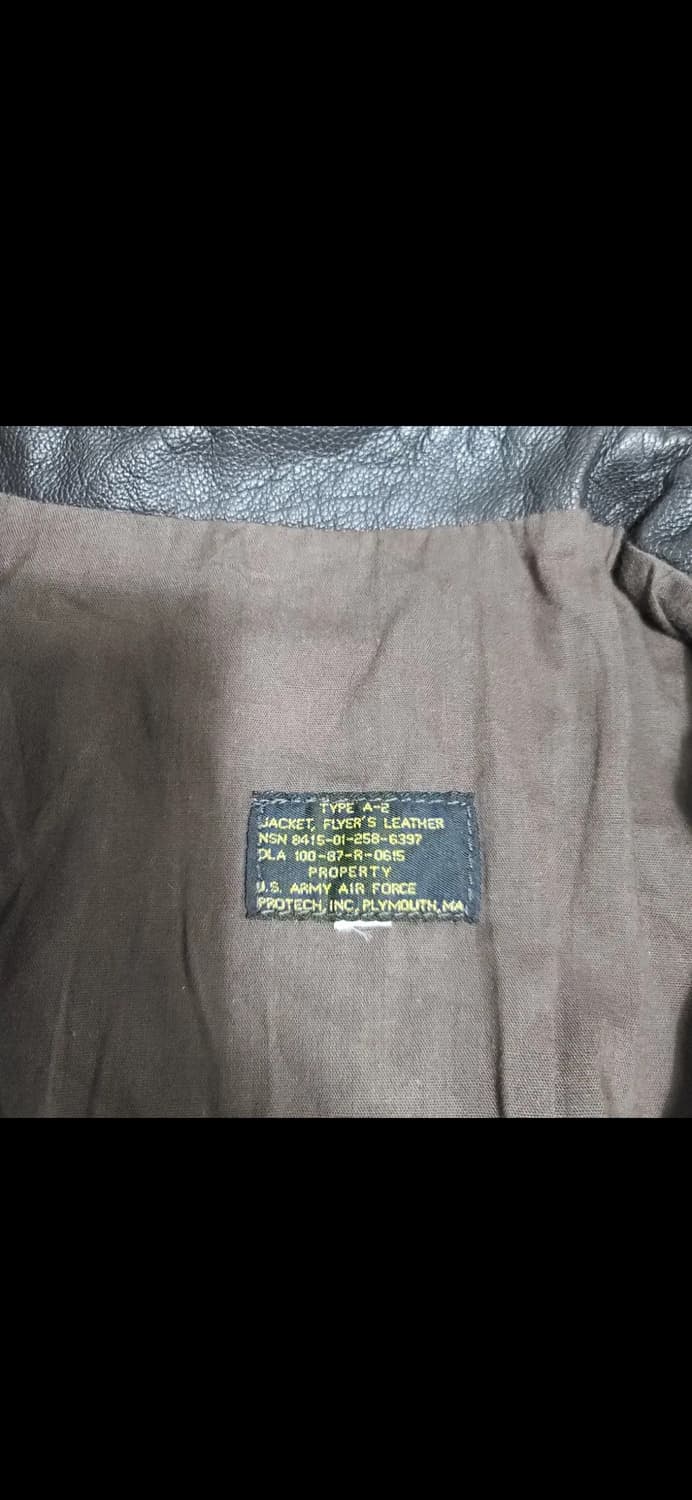 TYPE A-2
JACKET, FLYER'S LEATHER
NSN 8415-01-258-6397
DLA 100-87-R-0615
PROPERTY
U.S. ARMY AIR FORCE
PROTECH, INC. PLYMOUTH, MA